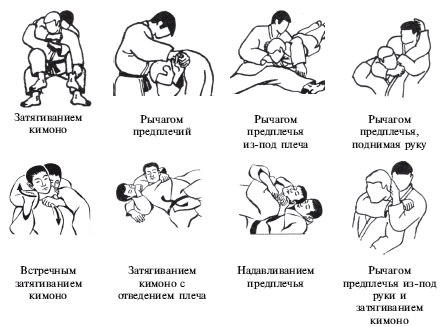 Затягиванием
кимоно
Рычагом
предплечий
Рычагом
предплечья
из-под плеча
Рычагом
предплечья,
поднимая руку
Встречным
затягиванием
кимоно
Затягиванием
кимоно с
отведением плеча
Надавливанием
предплечья
Рычагом
предплечья из-под
руки и
затягиванием
кимоно